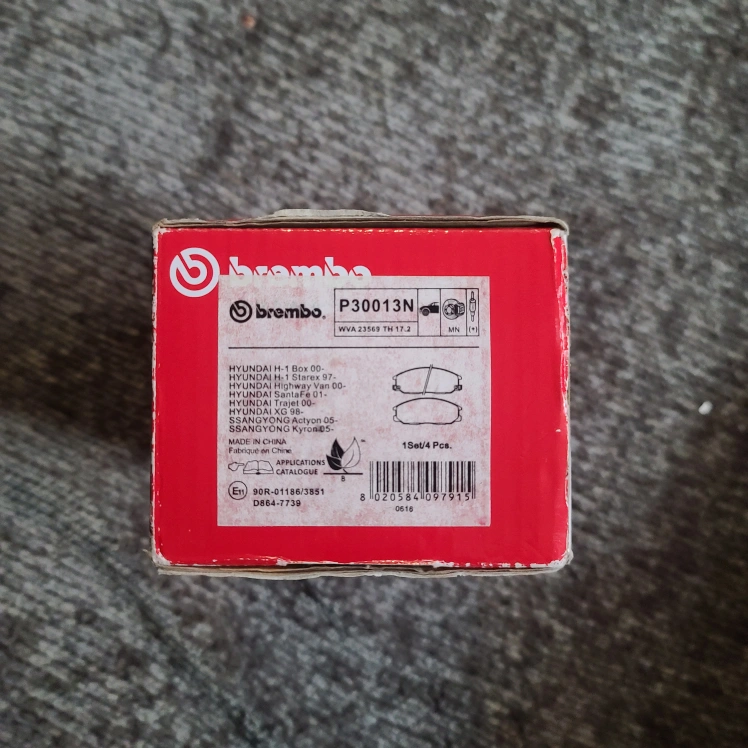 brembo
brembo.
P30013N
WVA 23569 TH 17.2
MN
(+)
HYUNDAI H-1 Box 00-
HYUNDAI H-1 Starex 97-
HYUNDAI Highway Van 00-
HYUNDAI SantaFe 01-
HYUNDAI Trajet 00-
HYUNDAI XG 98-
SSANGYONG Actyon 05-
SSANGYONG Kyron 05-
MADE IN CHINA
Fabriqué en Chine
1Set/4 Pcs.
APPLICATIONS
CATALOGUE
B
E11
90R-01186/3851
D864-7739
8 020584 097915
0616